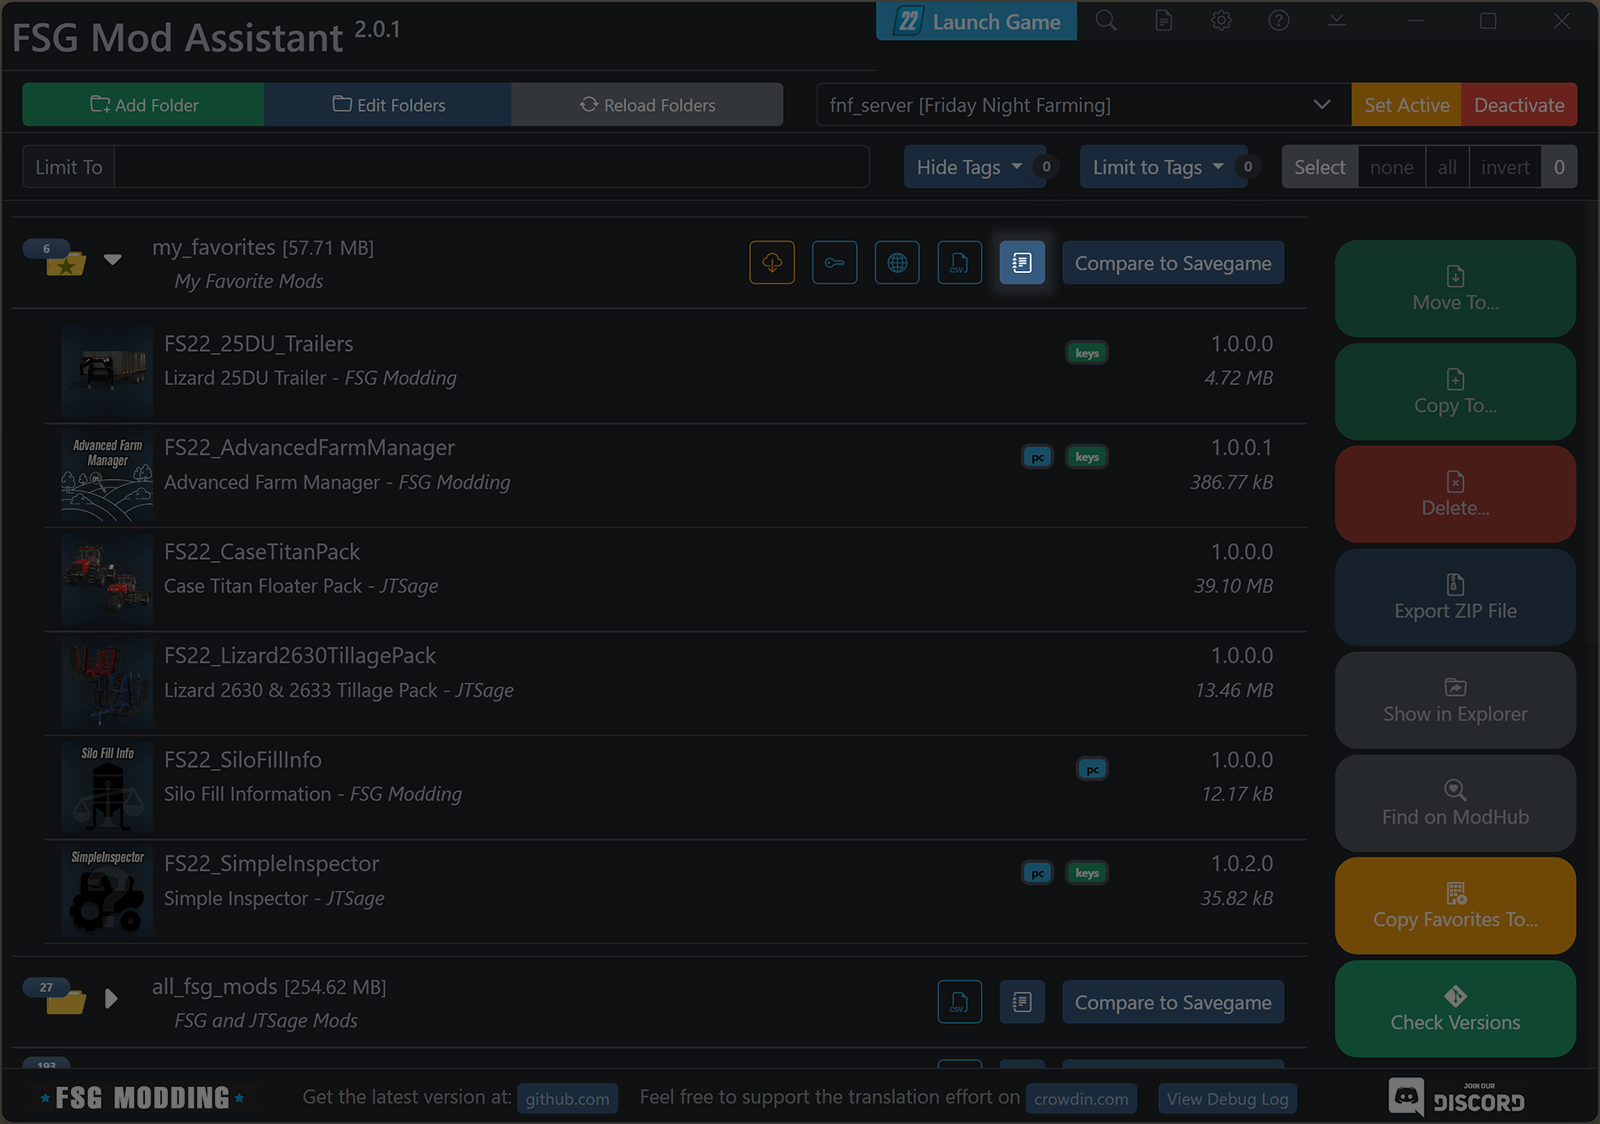 FSG Mod Assistant 2.0.1
22 Launch Game
Add Folder
Edit Folders
Reload Folders
fnf_server [Friday Night Farming]
Set Active
Deactivate
Limit To
Hide Tags 0
Limit to Tags 0
Select none all invert 0
6
my_favorites [57.71 MB]
My Favorite Mods
CSV
Compare to Savegame
FS22_25DU_Trailers
Lizard 25DU Trailer - FSG Modding
keys
1.0.0.0
4.72 MB
Advanced Farm
Manager
FS22_AdvancedFarmManager
Advanced Farm Manager - FSG Modding
pc keys
1.0.0.1
386.77 kB
FS22_CaseTitanPack
Case Titan Floater Pack - JTSage
1.0.0.0
39.10 MB
FS22_Lizard2630TillagePack
Lizard 2630 & 2633 Tillage Pack - JTSage
1.0.0.0
13.46 MB
Silo Fill Info
FS22_SiloFillInfo
Silo Fill Information - FSG Modding
pc
1.0.0.0
12.17 kB
SimpleInspector
FS22_SimpleInspector
Simple Inspector - JTSage
pc keys
1.0.2.0
35.82 kB
27
all_fsg_mods [254.62 MB]
FSG and JTSage Mods
CSV
Compare to Savegame
193
Move To...
Copy To...
Delete...
Export ZIP File
Show in Explorer
Find on ModHub
Copy Favorites To...
Check Versions
FSG MODDING
Get the latest version at: github.com
Feel free to support the translation effort on crowdin.com
View Debug Log
JOIN OUR
DISCORD